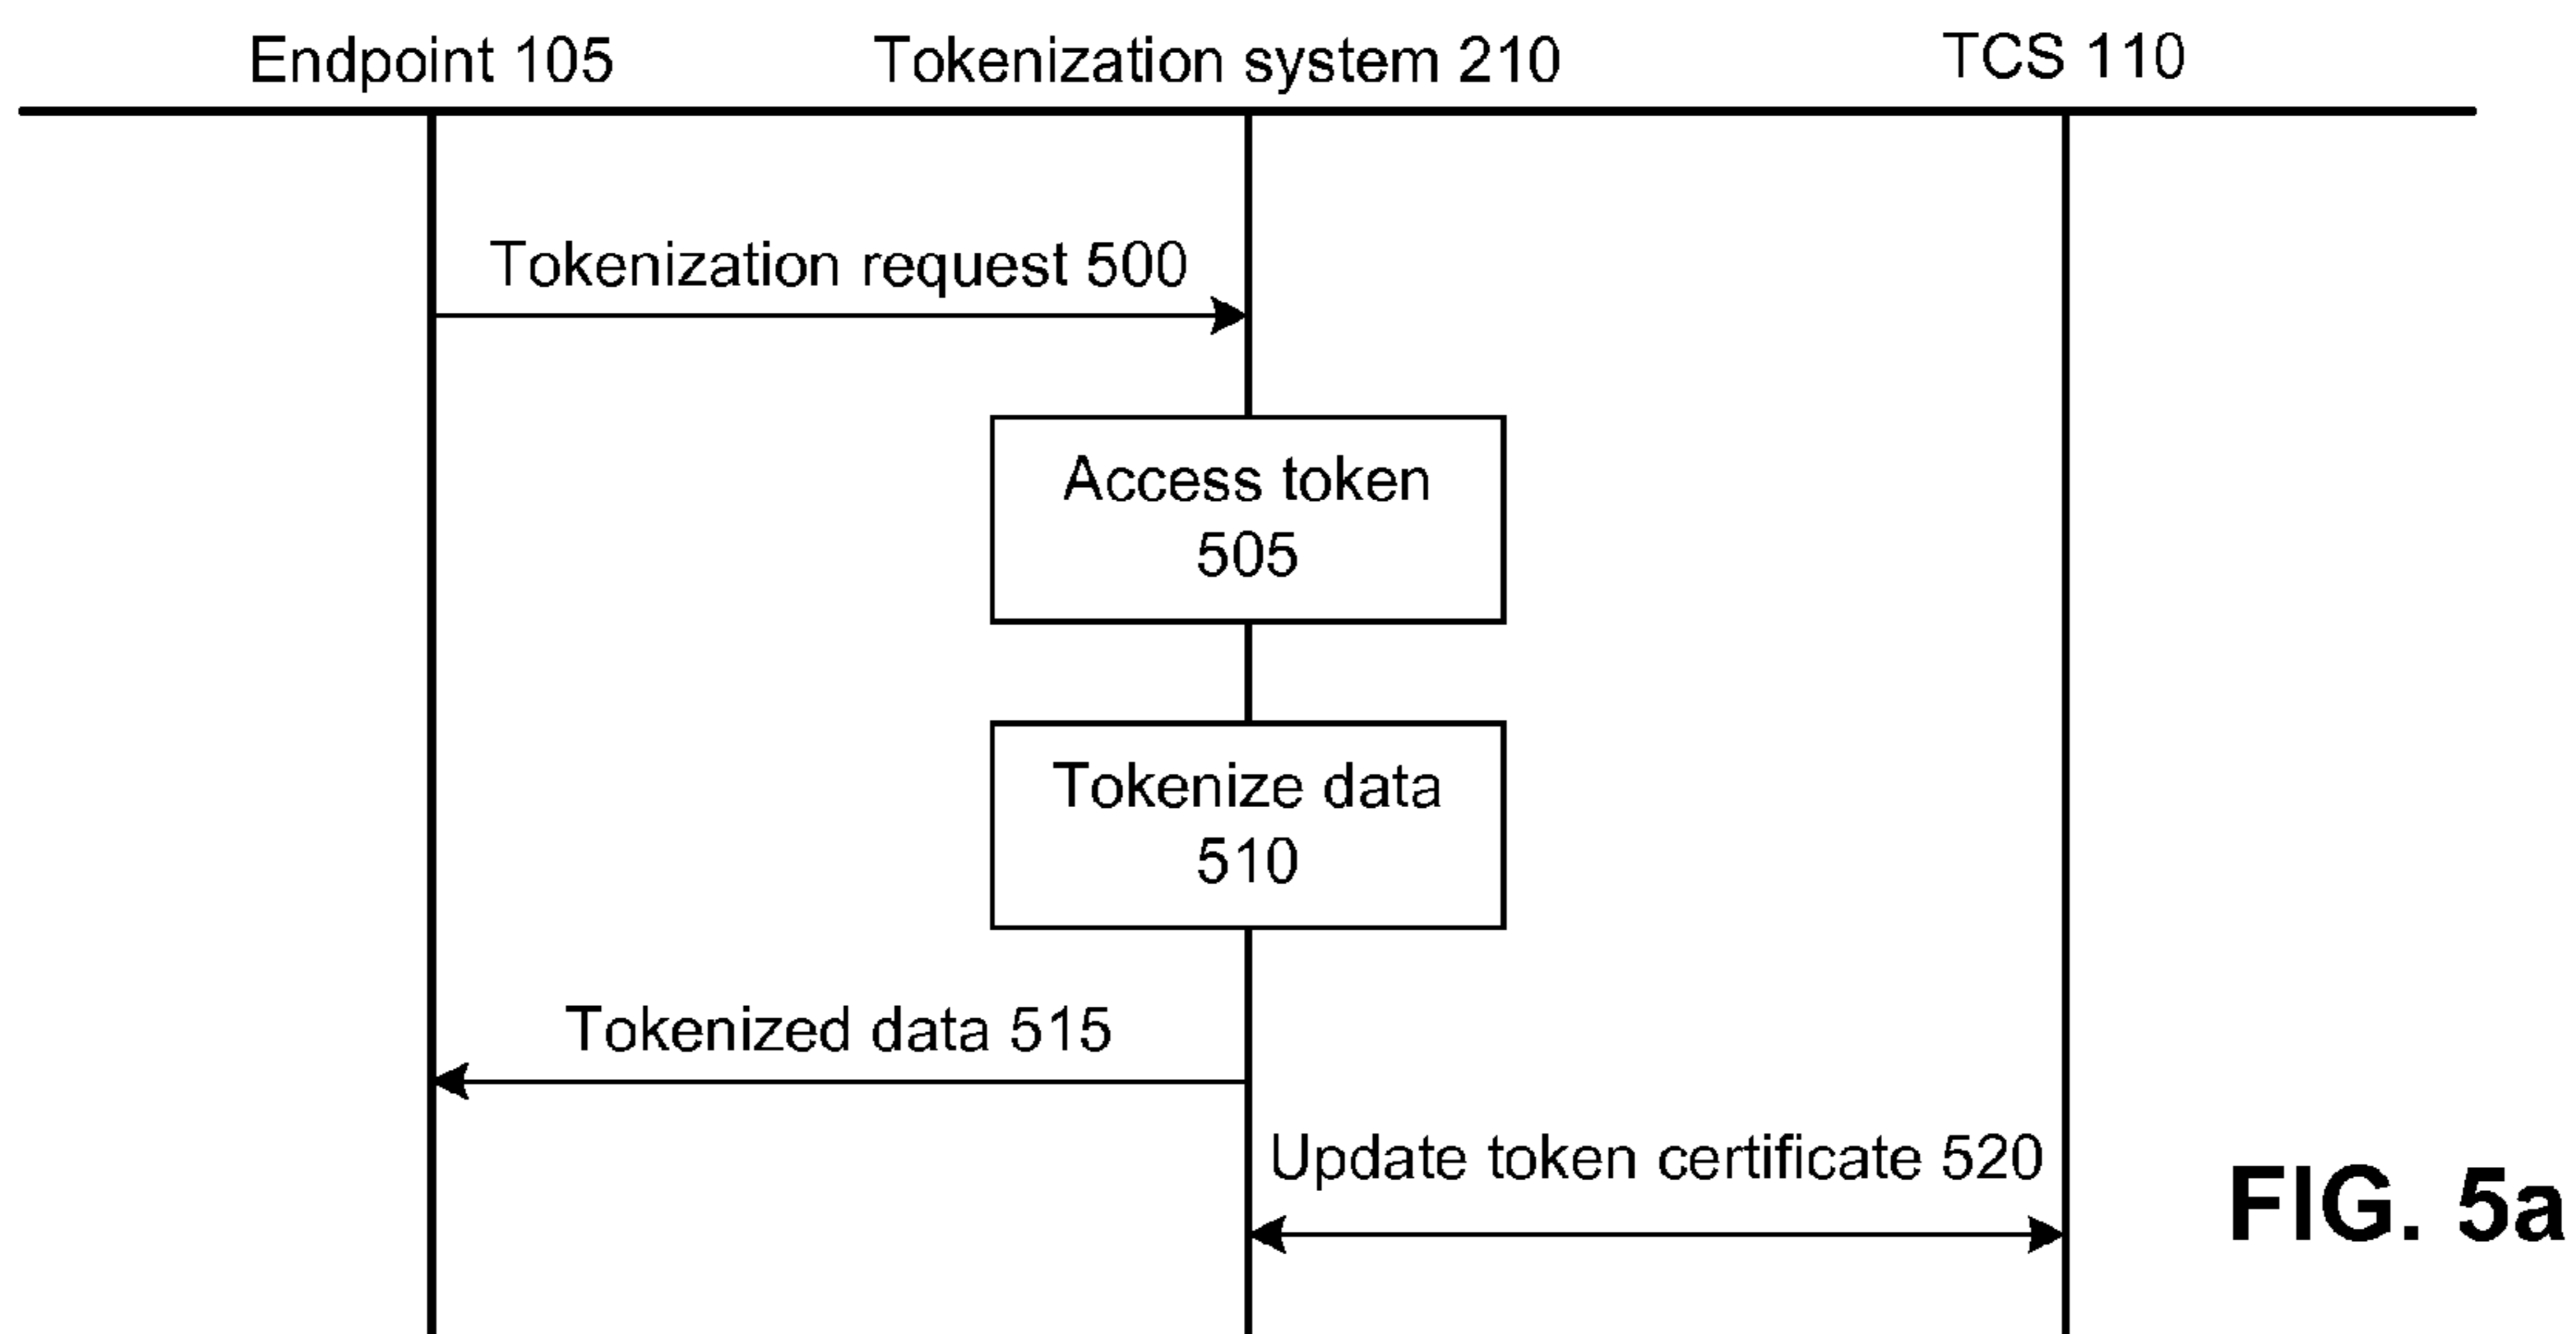 Endpoint 105
Tokenization system 210
TCS 110
Tokenization request 500
Access token
505
Tokenize data
510
Tokenized data 515
Update token certificate 520
FIG. 5a